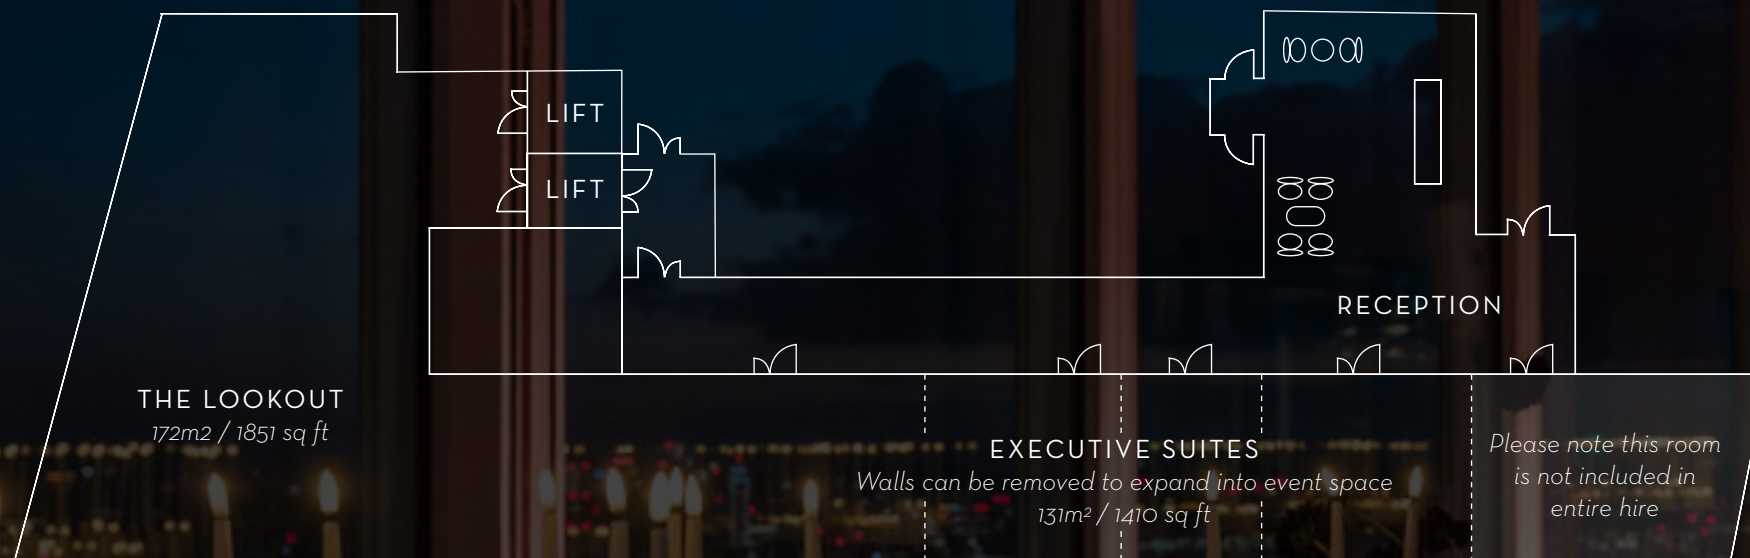 LIFT
LIFT
RECEPTION
THE LOOKOUT
172m2 / 1851 sq ft
EXECUTIVE SUITES
Walls can be removed to expand into event space
131m² / 1410 sq ft
Please note this room
is not included in
entire hire